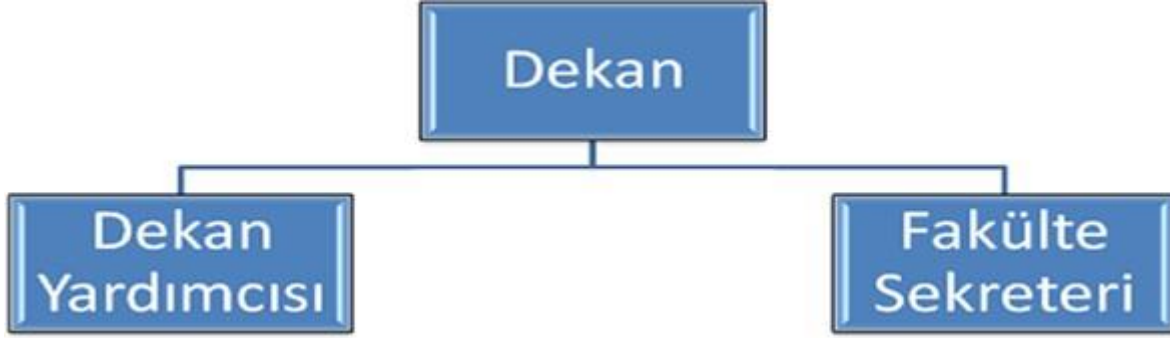 Dekan
Dekan
Yardımcısı
Fakülte
Sekreteri